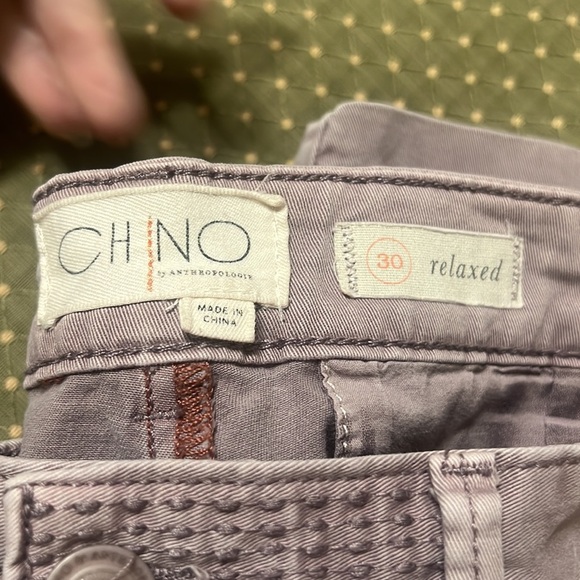 CHINO
by ANTHROPOLOGIE
MADE IN
CHINA
30 relaxed